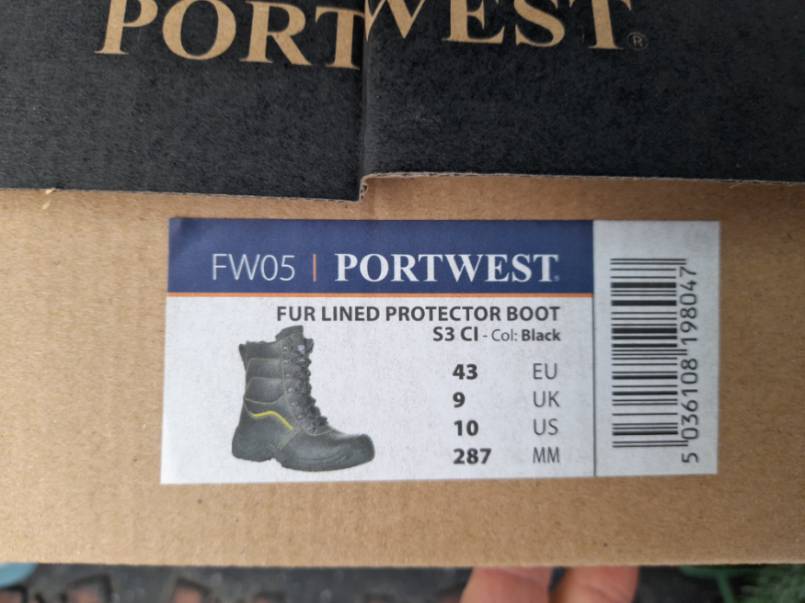 PORTWEST®
FW05 | PORTWEST®
FUR LINED PROTECTOR BOOT
S3 CI - Col: Black
43 EU
9 UK
10 US
287 MM
5 036108 198047